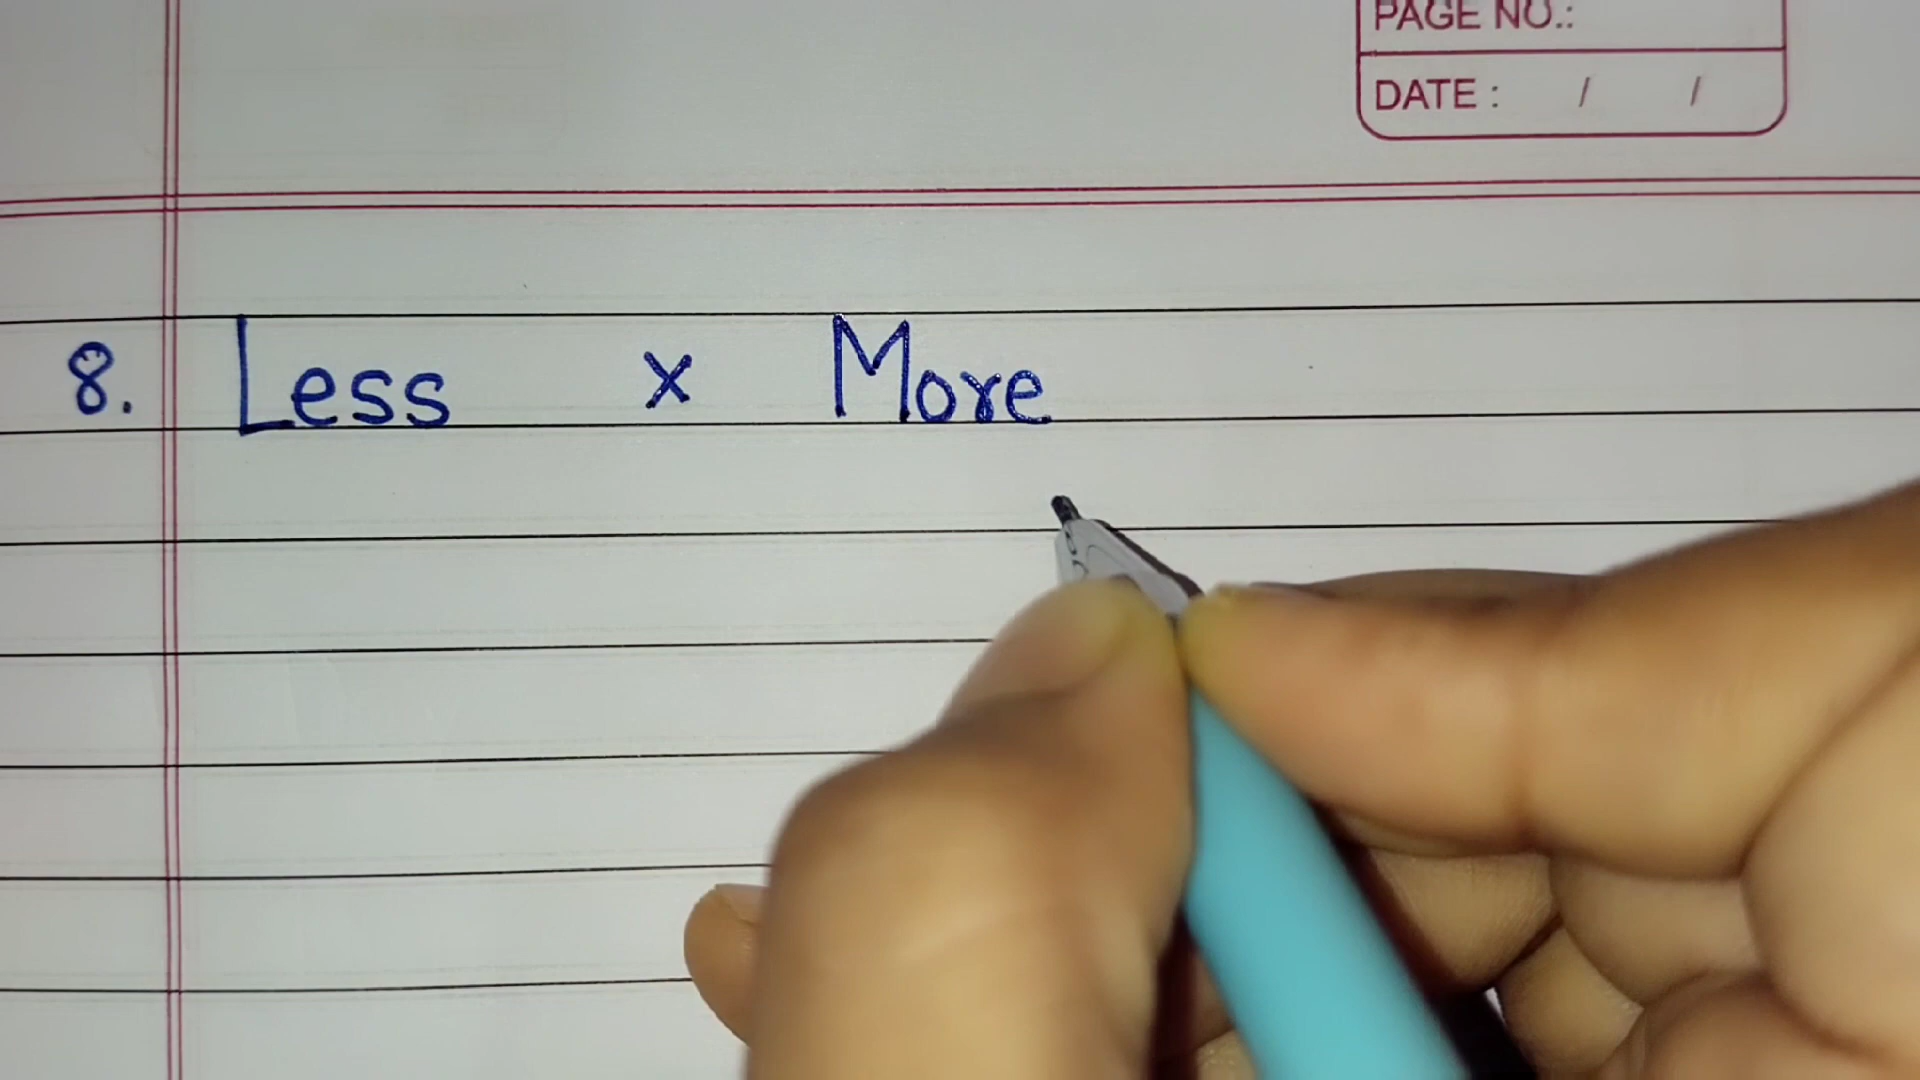 PAGE NO.:
DATE : / /
8. Less x More